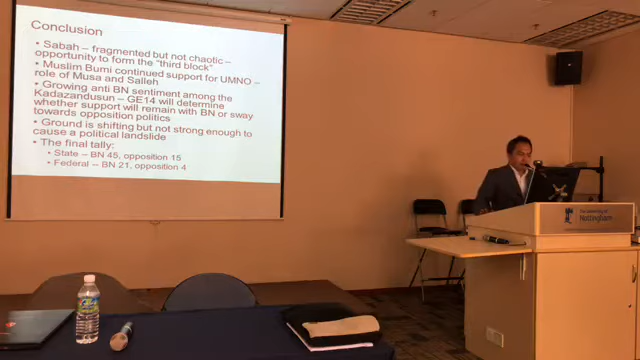 Conclusion
• Sabah – fragmented but not chaotic –
opportunity to form the "third block"
• Muslim Bumi continued support for UMNO –
role of Musa and Salleh
• Growing anti BN sentiment among the
Kadazandusun – GE14 will determine
whether support will remain with BN or sway
towards opposition politics
• Ground is shifting but not strong enough to
cause a political landslide
• The final tally:
– State – BN 45, opposition 15
– Federal – BN 21, opposition 4
The University of
Nottingham